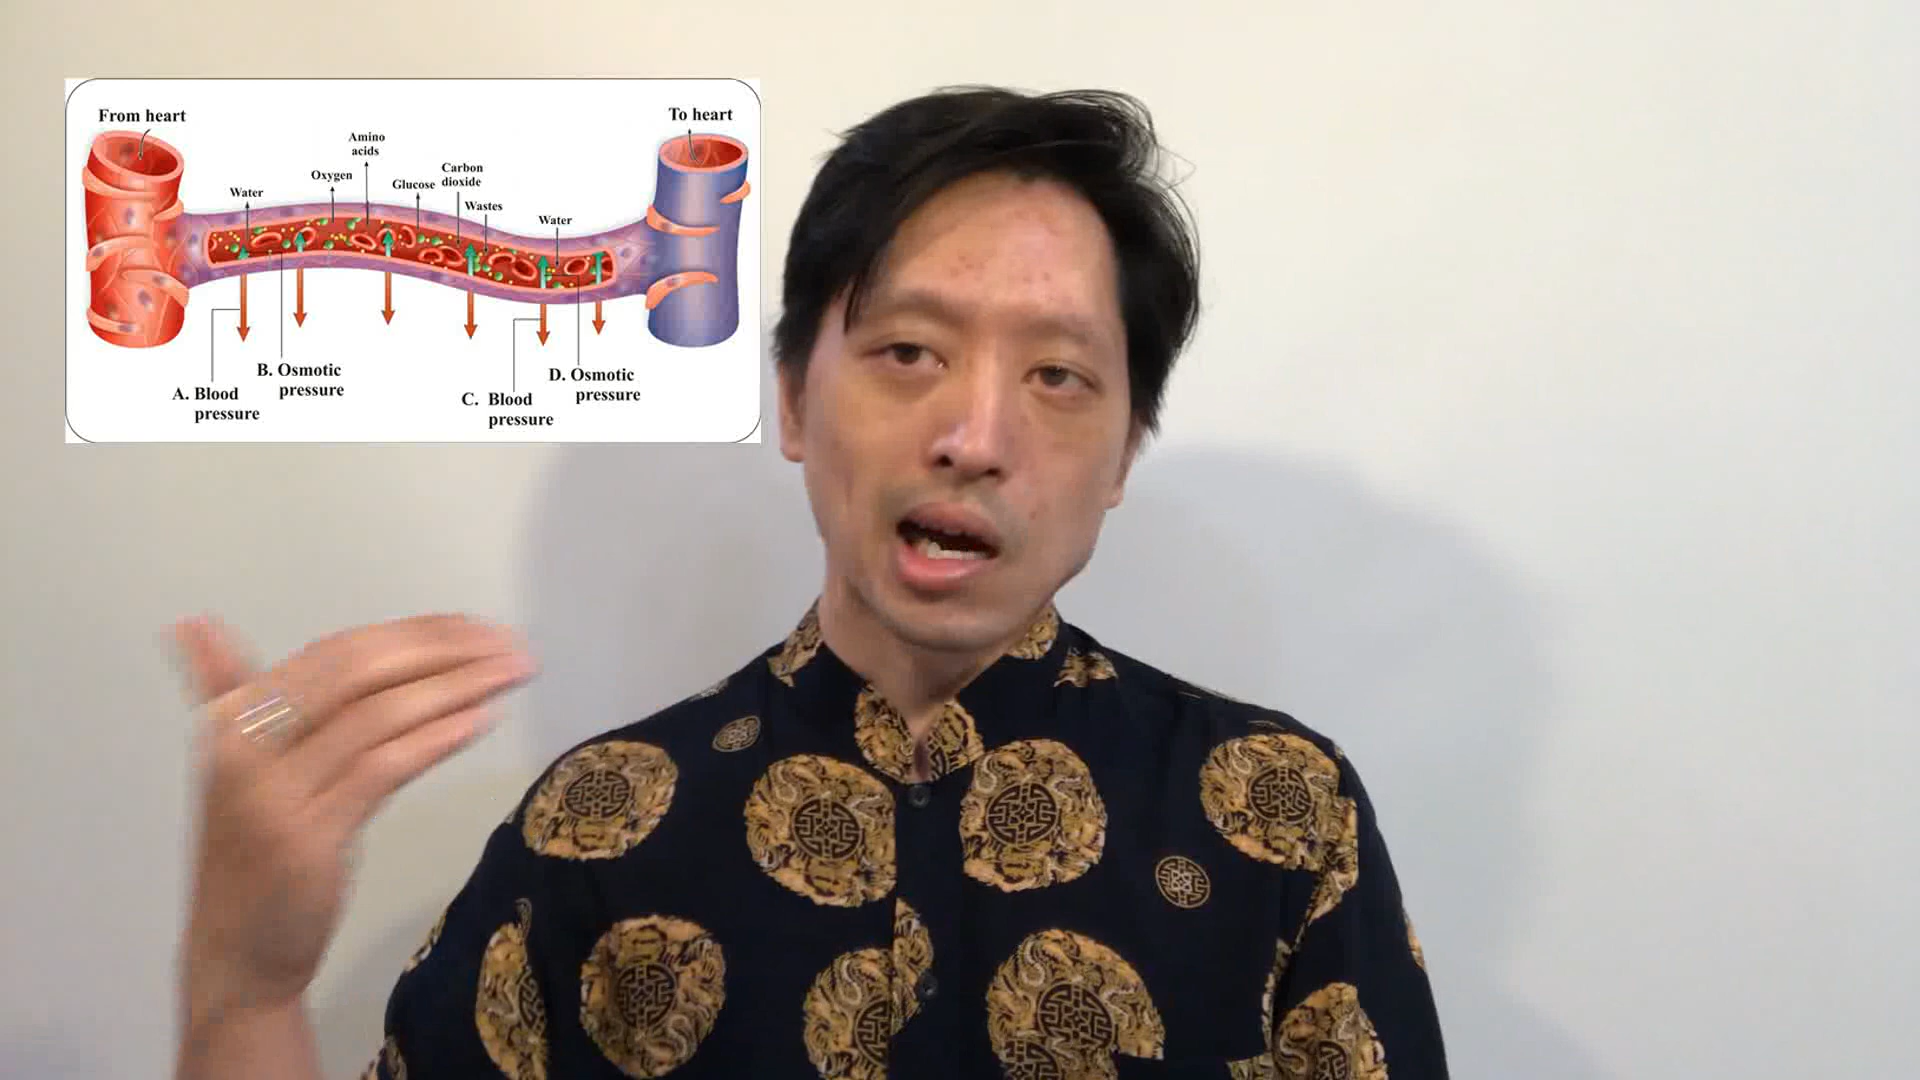 From heart
To heart
Amino
acids
Oxygen
Carbon
dioxide
Glucose
Water
Wastes
Water
B. Osmotic
pressure
D. Osmotic
pressure
A. Blood
pressure
C. Blood
pressure